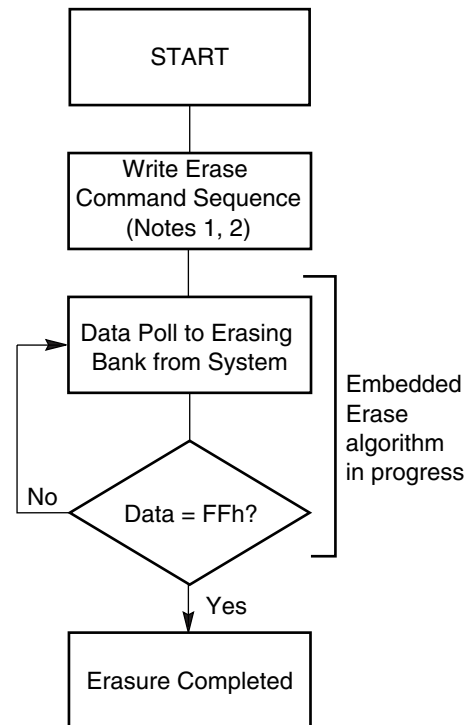 START
Write Erase
Command Sequence
(Notes 1, 2)
Data Poll to Erasing
Bank from System
Embedded
Erase
algorithm
in progress
No
Data = FFh?
Yes
Erasure Completed